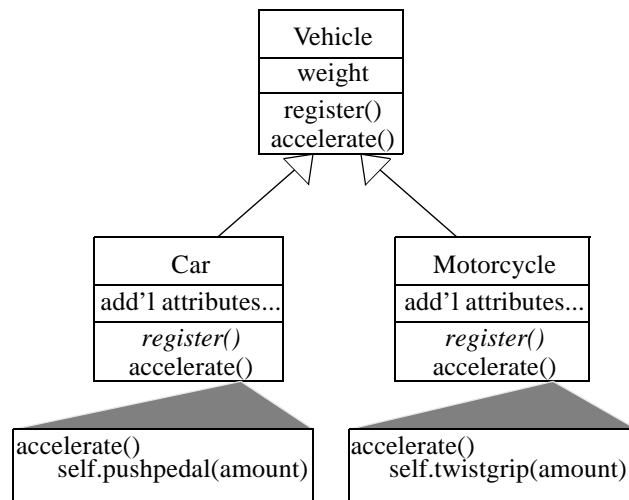 Vehicle
weight
register()
accelerate()
Car
add'l attributes...
register()
accelerate()
Motorcycle
add'l attributes...
register()
accelerate()
accelerate()
self.pushpedal(amount)
accelerate()
self.twistgrip(amount)